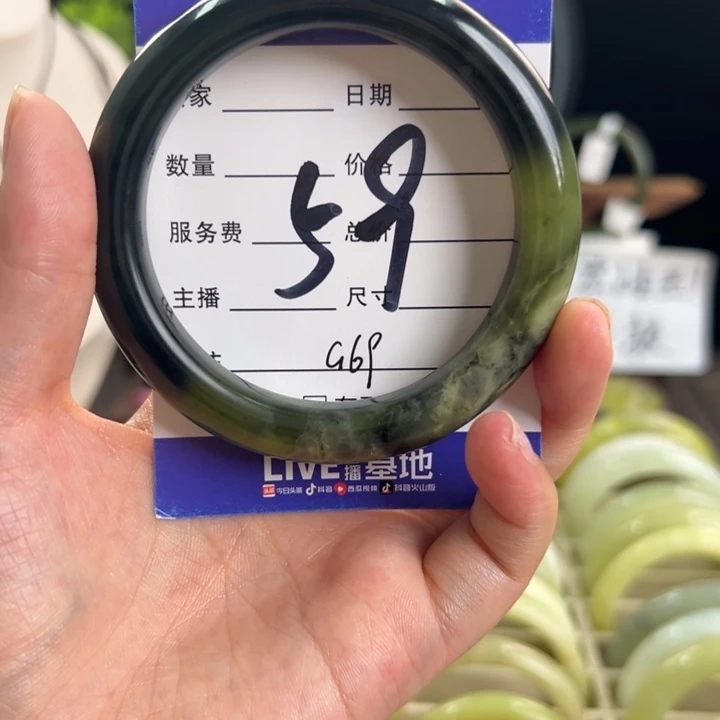 家 日期
数量 价格
59
服务费 总价
主播 尺寸
G69
LIVE播基地
今日头条 抖音 西瓜视频 抖音火山版